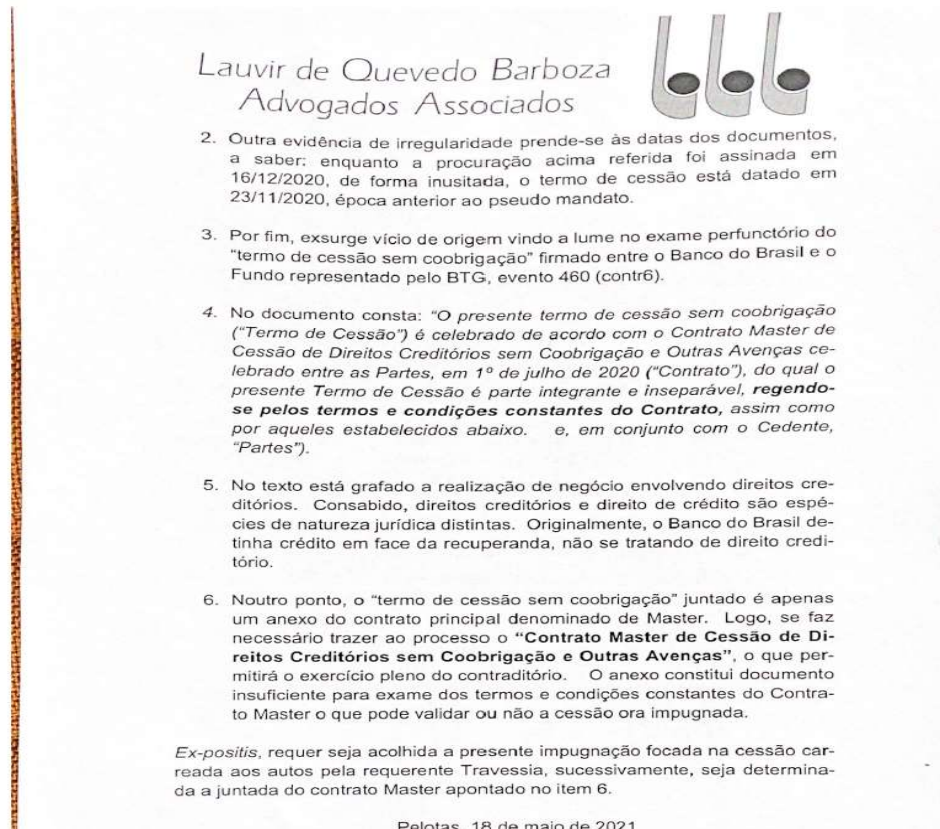 Lauvir de Quevedo Barboza
Advogados Associados
2. Outra evidência de irregularidade prende-se às datas dos documentos,
a saber: enquanto a procuração acima referida foi assinada em
16/12/2020, de forma inusitada, o termo de cessão está datado em
23/11/2020, época anterior ao pseudo mandato.
3. Por fim, exsurge vício de origem vindo a lume no exame perfunctório do
"termo de cessão sem coobrigação" firmado entre o Banco do Brasil e o
Fundo representado pelo BTG, evento 460 (contr6).
4. No documento consta: "O presente termo de cessão sem coobrigação
("Termo de Cessão") é celebrado de acordo com o Contrato Master de
Cessão de Direitos Creditórios sem Coobrigação e Outras Avenças ce-
lebrado entre as Partes, em 1º de julho de 2020 ("Contrato"), do qual o
presente Termo de Cessão é parte integrante e inseparável, regendo-
se pelos termos e condições constantes do Contrato, assim como
por aqueles estabelecidos abaixo. e, em conjunto com o Cedente,
"Partes").
5. No texto está grafado a realização de negócio envolvendo direitos cre-
ditórios. Consabido, direitos creditórios e direito de crédito são espé-
cies de natureza jurídica distintas. Originalmente, o Banco do Brasil de-
tinha crédito em face da recuperanda, não se tratando de direito credi-
tório.
6. Noutro ponto, o "termo de cessão sem coobrigação" juntado é apenas
um anexo do contrato principal denominado de Master. Logo, se faz
necessário trazer ao processo o "Contrato Master de Cessão de Di-
reitos Creditórios sem Coobrigação e Outras Avenças", o que per-
mitirá o exercício pleno do contraditório. O anexo constitui documento
insuficiente para exame dos termos e condições constantes do Contra-
to Master o que pode validar ou não a cessão ora impugnada.
Ex-positis, requer seja acolhida a presente impugnação focada na cessão car-
reada aos autos pela requerente Travessia, sucessivamente, seja determina-
da a juntada do contrato Master apontado no item 6.
Pelotas, 18 de maio de 2021